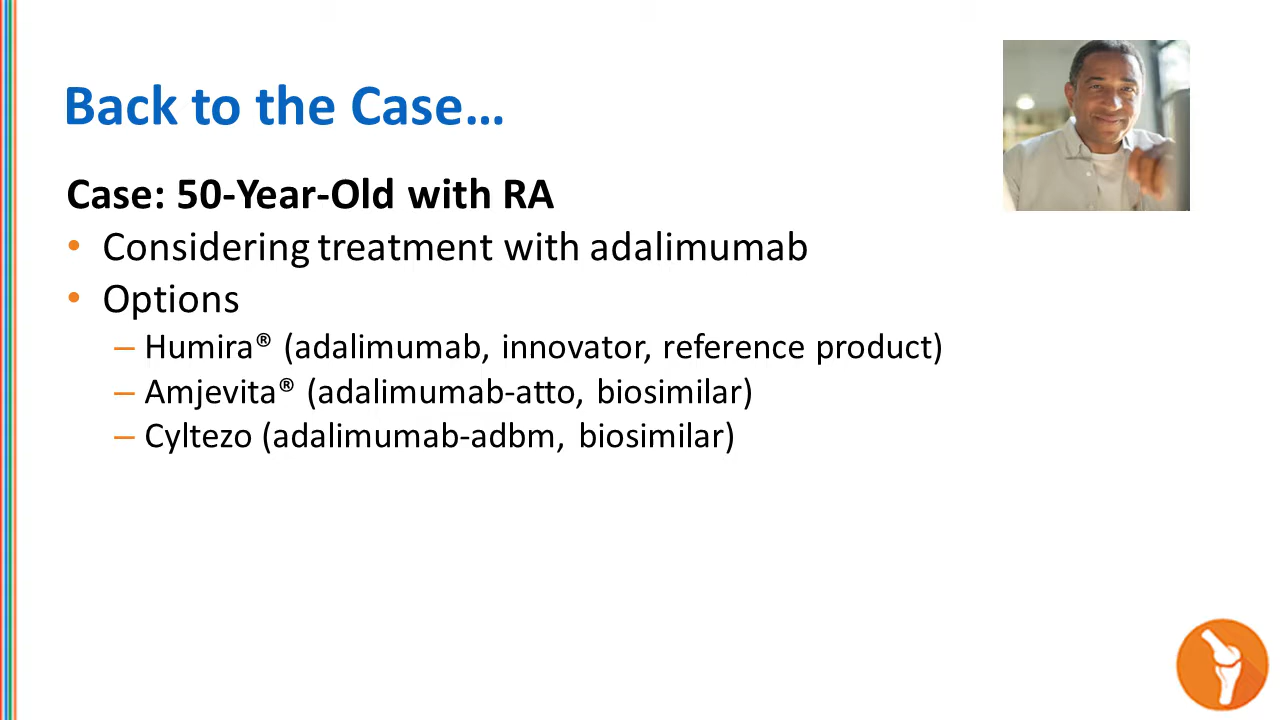 Back to the Case…
Case: 50-Year-Old with RA
• Considering treatment with adalimumab
• Options
– Humira® (adalimumab, innovator, reference product)
– Amjevita® (adalimumab-atto, biosimilar)
– Cyltezo (adalimumab-adbm, biosimilar)